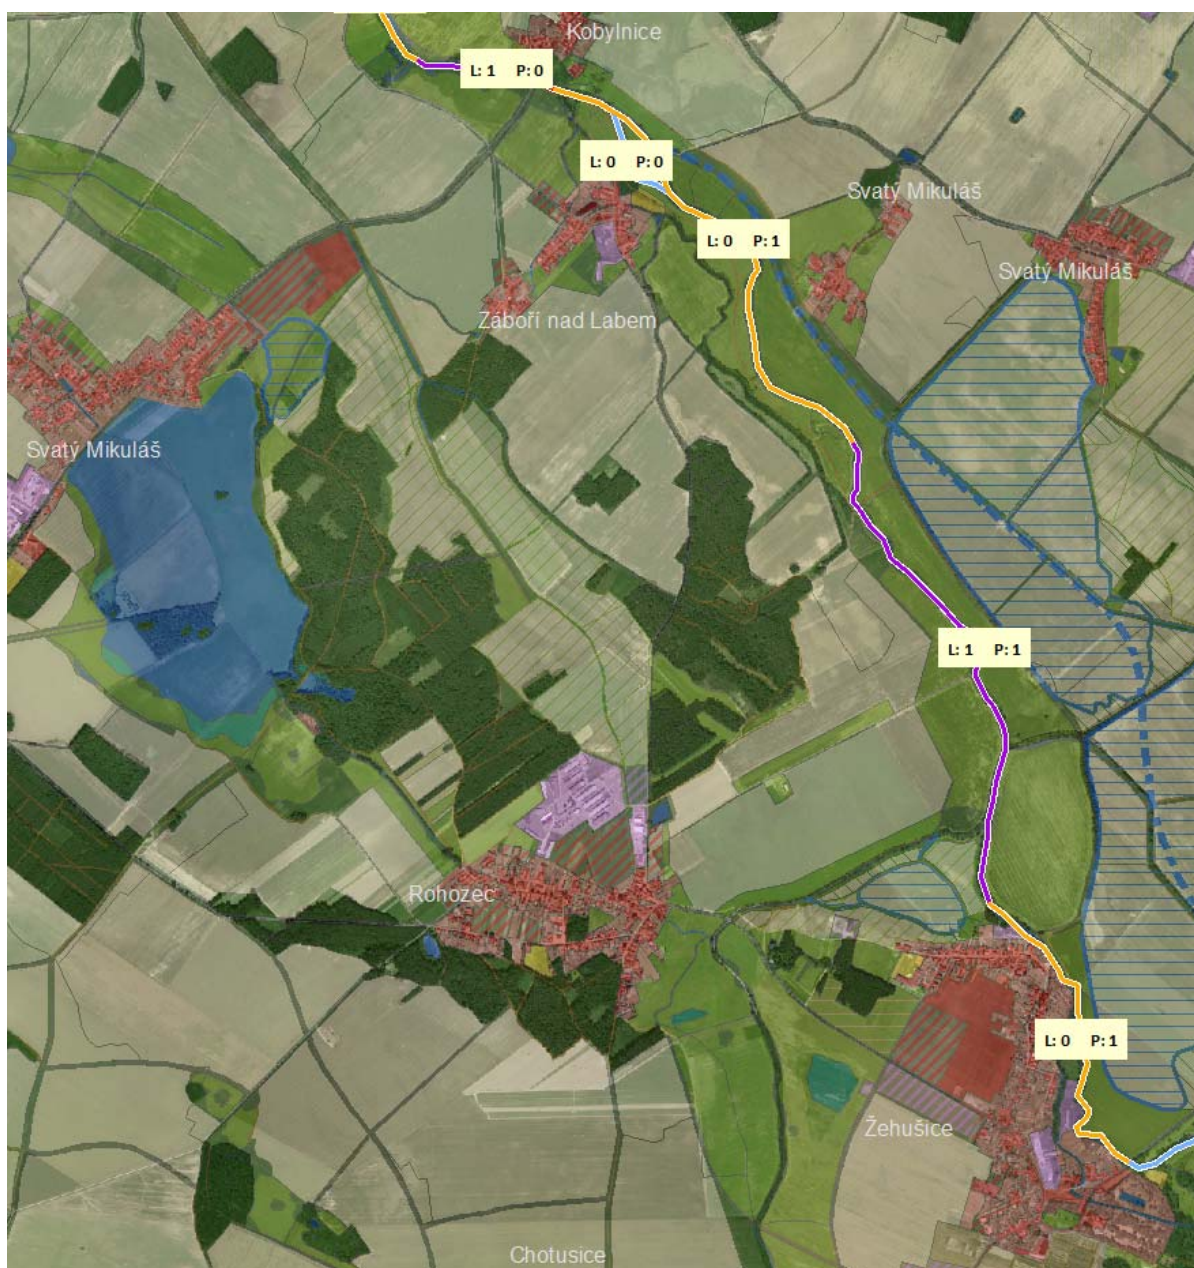 Kobylnice
L: 1 P: 0
L: 0 P: 0
Svatý Mikuláš
L: 0 P: 1
Svatý Mikuláš
Záboří nad Labem
Svatý Mikuláš
L: 1 P: 1
Rohozec
L: 0 P: 1
Žehušice
Chotusice